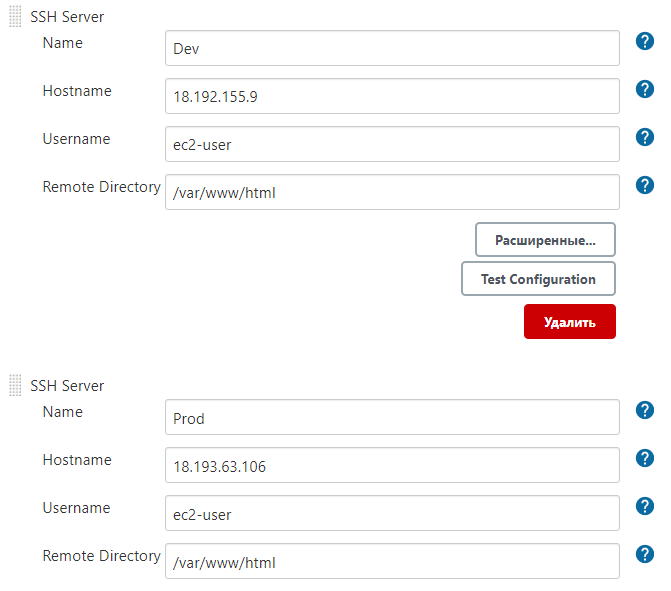 SSH Server
Name
Dev
?
Hostname
18.192.155.9
?
Username
ec2-user
?
Remote Directory
/var/www/html
?
Расширенные...
Test Configuration
Удалить
SSH Server
Name
Prod
?
Hostname
18.193.63.106
?
Username
ec2-user
?
Remote Directory
/var/www/html
?